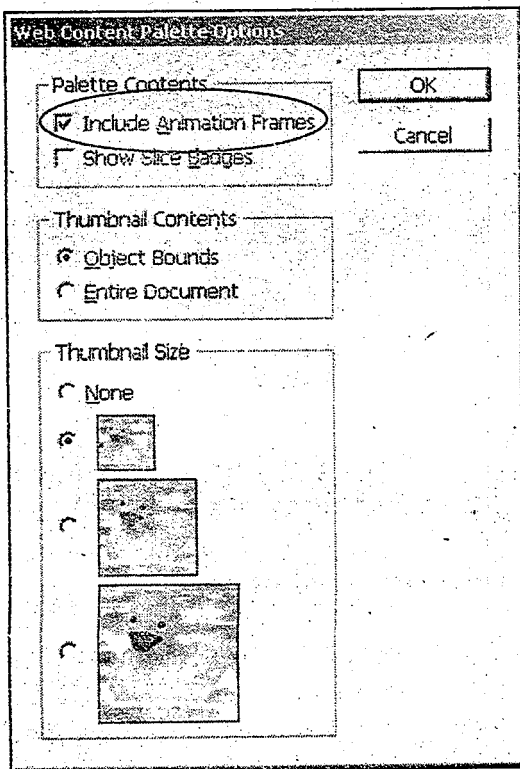 Web Content Palette Options
Palette Contents
Include Animation Frames
Show Slice Badges
OK
Cancel
Thumbnail Contents
Object Bounds
Entire Document
Thumbnail Size
None